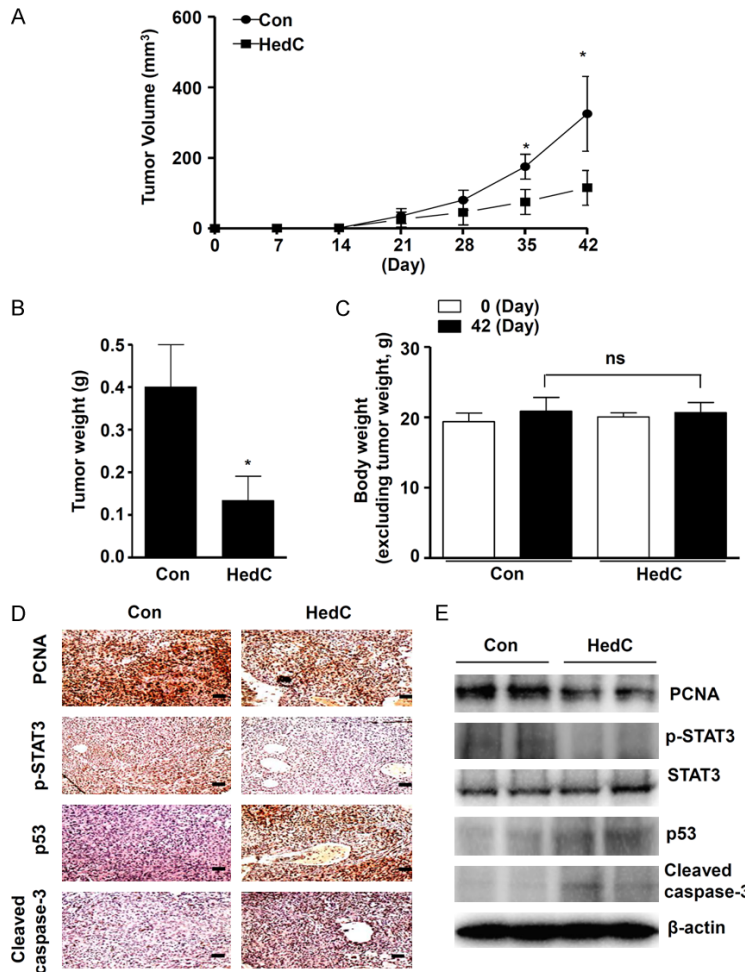 A
Con
HedC
Tumor Volume (mm³)
600
400
200
0
*
*
0 7 14 21 28 35 42
(Day)
B
Tumor weight (g)
0.5
0.4
0.3
0.2
0.1
0.0
*
Con HedC
C
0 (Day)
42 (Day)
Body weight
(excluding tumor weight, g)
30
20
10
0
ns
Con HedC
D
Con HedC
PCNA
p-STAT3
p53
Cleaved
caspase-3
E
Con HedC
PCNA
p-STAT3
STAT3
p53
Cleaved
caspase-3
β-actin